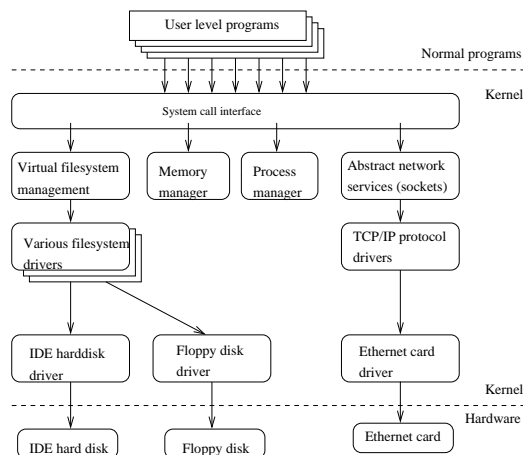 User level programs
Normal programs
Kernel
System call interface
Virtual filesystem
management
Memory
manager
Process
manager
Abstract network
services (sockets)
Various filesystem
drivers
TCP/IP protocol
drivers
IDE harddisk
driver
Floppy disk
driver
Ethernet card
driver
Kernel
Hardware
IDE hard disk
Floppy disk
Ethernet card